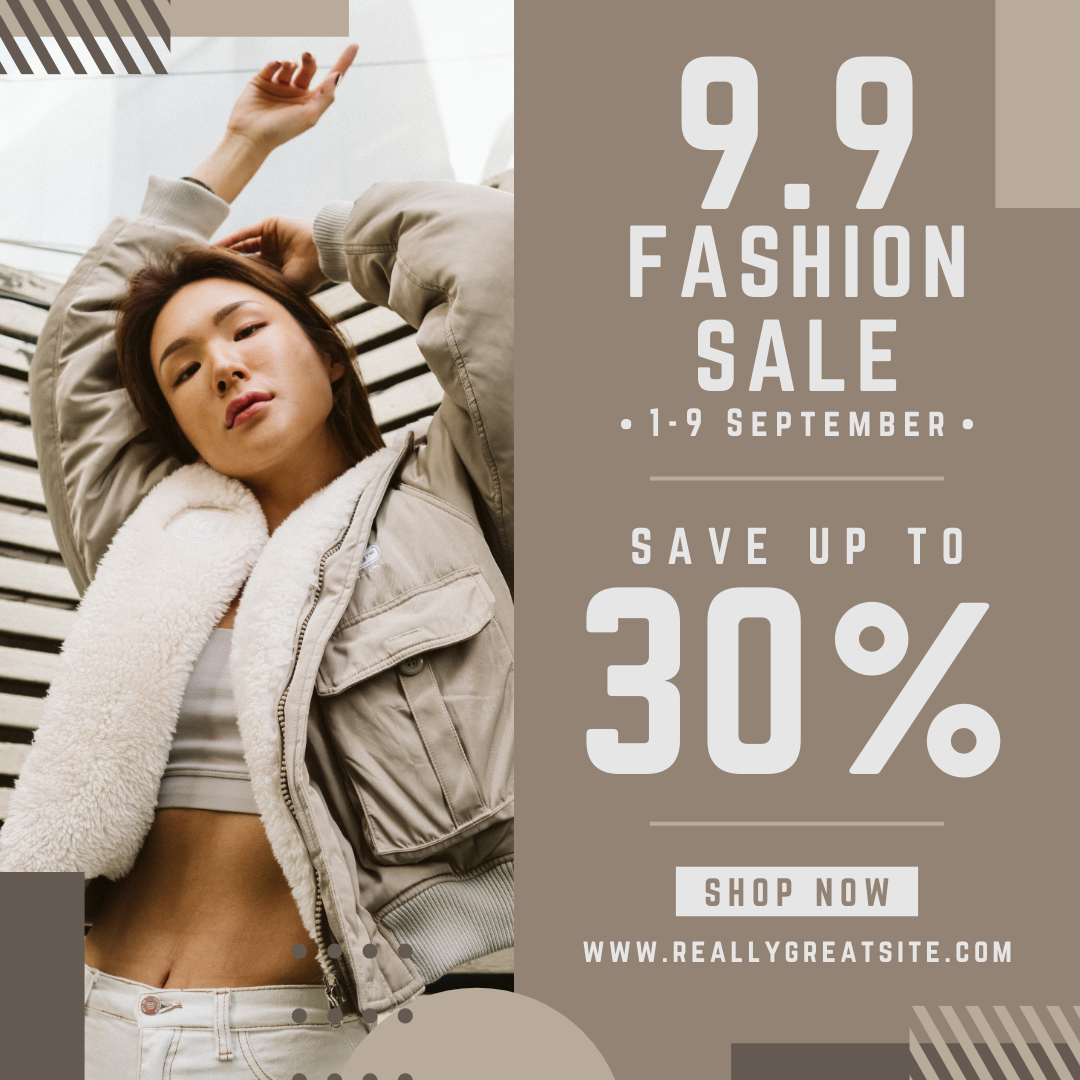 9.9
FASHION
SALE
• 1-9 SEPTEMBER •
SAVE UP TO
30%
SHOP NOW
WWW.REALLYGREATSITE.COM